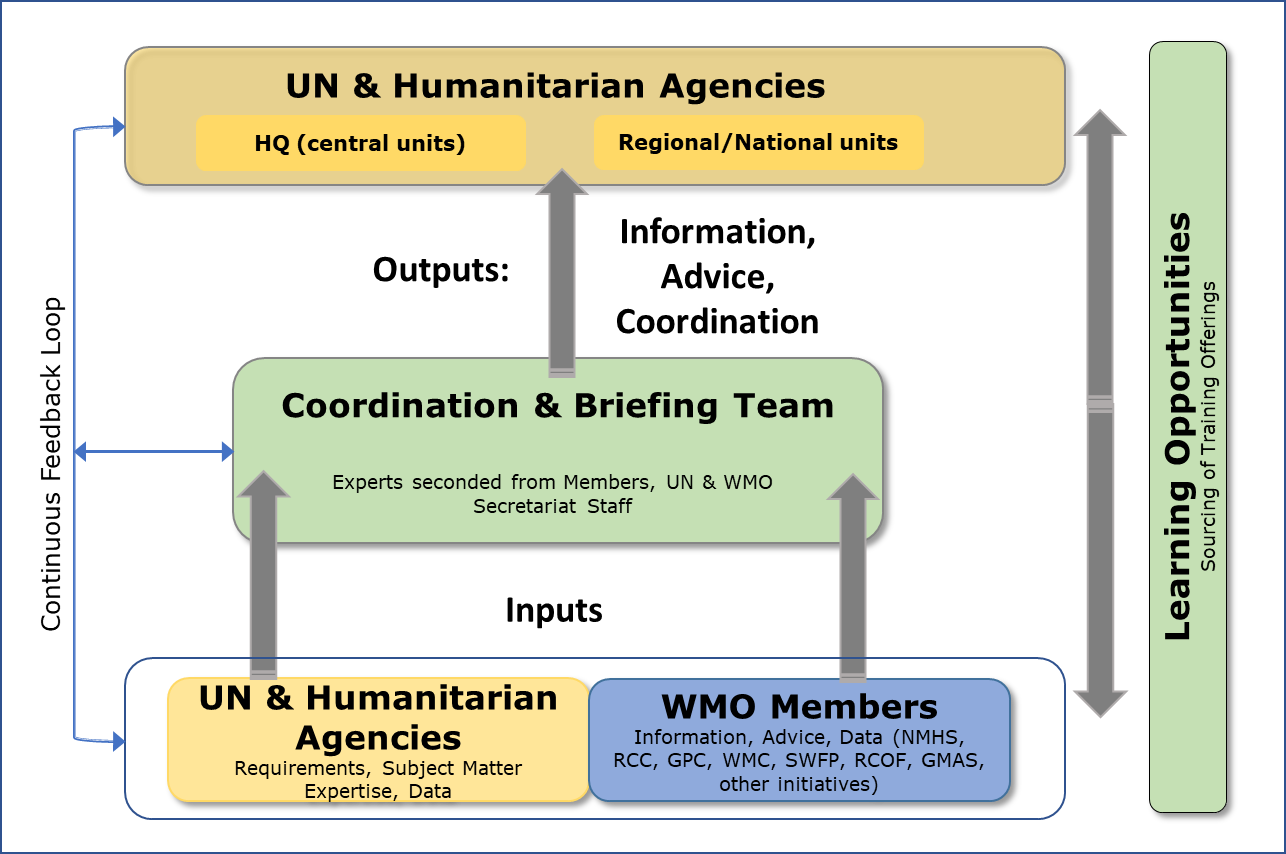 UN & Humanitarian Agencies
HQ (central units)
Regional/National units
Outputs:
Information,
Advice,
Coordination
Coordination & Briefing Team
Experts seconded from Members, UN & WMO
Secretariat Staff
Inputs
UN & Humanitarian
Agencies
Requirements, Subject Matter
Expertise, Data
WMO Members
Information, Advice, Data (NMHS,
RCC, GPC, WMC, SWFP, RCOF, GMAS,
other initiatives)
Continuous Feedback Loop
Learning Opportunities
Sourcing of Training Offerings